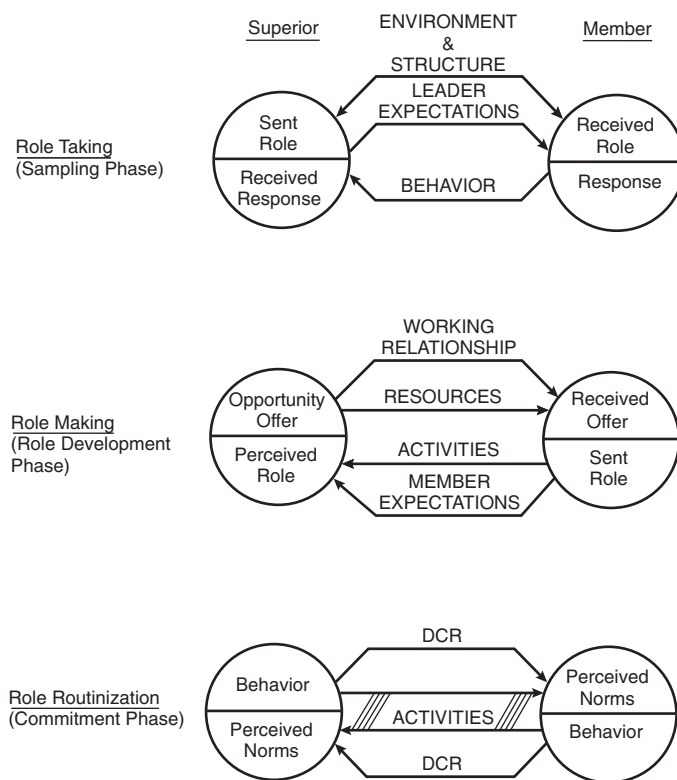 Superior
ENVIRONMENT
&
STRUCTURE
Member
LEADER
EXPECTATIONS
Role Taking
(Sampling Phase)
Sent
Role
Received
Response
BEHAVIOR
Received
Role
Response
WORKING
RELATIONSHIP
Role Making
(Role Development
Phase)
Opportunity
Offer
Perceived
Role
RESOURCES
ACTIVITIES
MEMBER
EXPECTATIONS
Received
Offer
Sent
Role
DCR
Role Routinization
(Commitment Phase)
Behavior
Perceived
Norms
ACTIVITIES
DCR
Perceived
Norms
Behavior